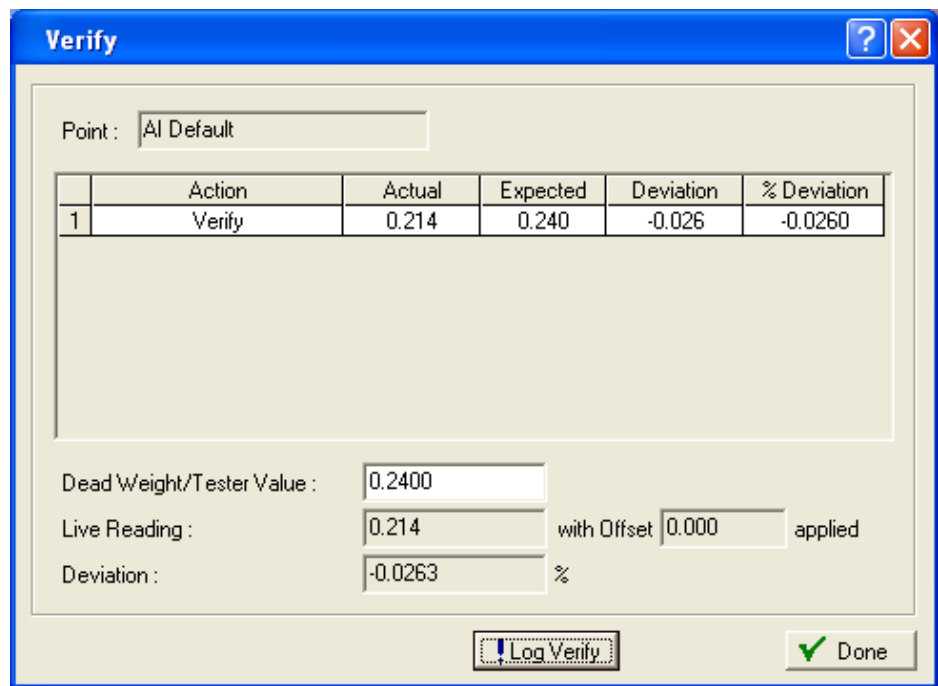 Verify
Point : AI Default
Action Actual Expected Deviation % Deviation
1 Verify 0.214 0.240 -0.026 -0.0260
Dead Weight/Tester Value : 0.2400
Live Reading : 0.214 with Offset 0.000 applied
Deviation : -0.0263 %
! Log Verify Done